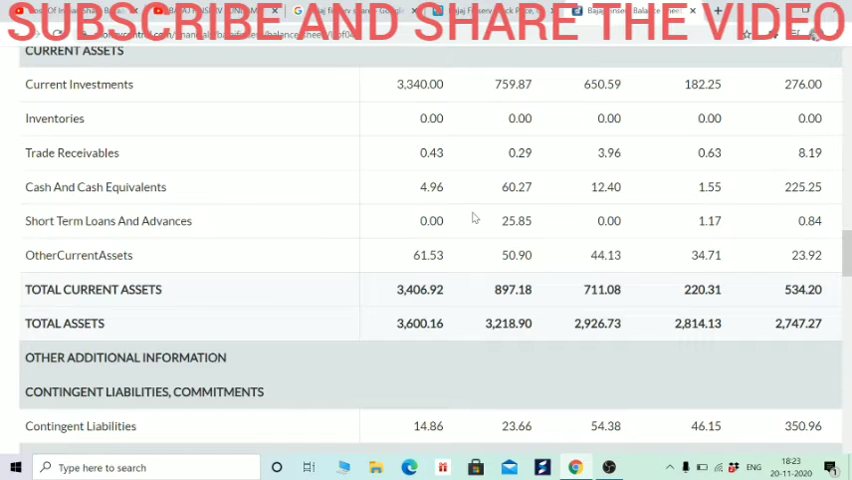 SUBSCRIBE AND SHARE THE VIDEO
CURRENT ASSETS
Current Investments 3,340.00 759.87 650.59 182.25 276.00
Inventories 0.00 0.00 0.00 0.00 0.00
Trade Receivables 0.43 0.29 3.96 0.63 8.19
Cash And Cash Equivalents 4.96 60.27 12.40 1.55 225.25
Short Term Loans And Advances 0.00 25.85 0.00 1.17 0.84
OtherCurrentAssets 61.53 50.90 44.13 34.71 23.92
TOTAL CURRENT ASSETS 3,406.92 897.18 711.08 220.31 534.20
TOTAL ASSETS 3,600.16 3,218.90 2,926.73 2,814.13 2,747.27
OTHER ADDITIONAL INFORMATION
CONTINGENT LIABILITIES, COMMITMENTS
Contingent Liabilities 14.86 23.66 54.38 46.15 350.96
Type here to search
ENG
18:23
20-11-2020